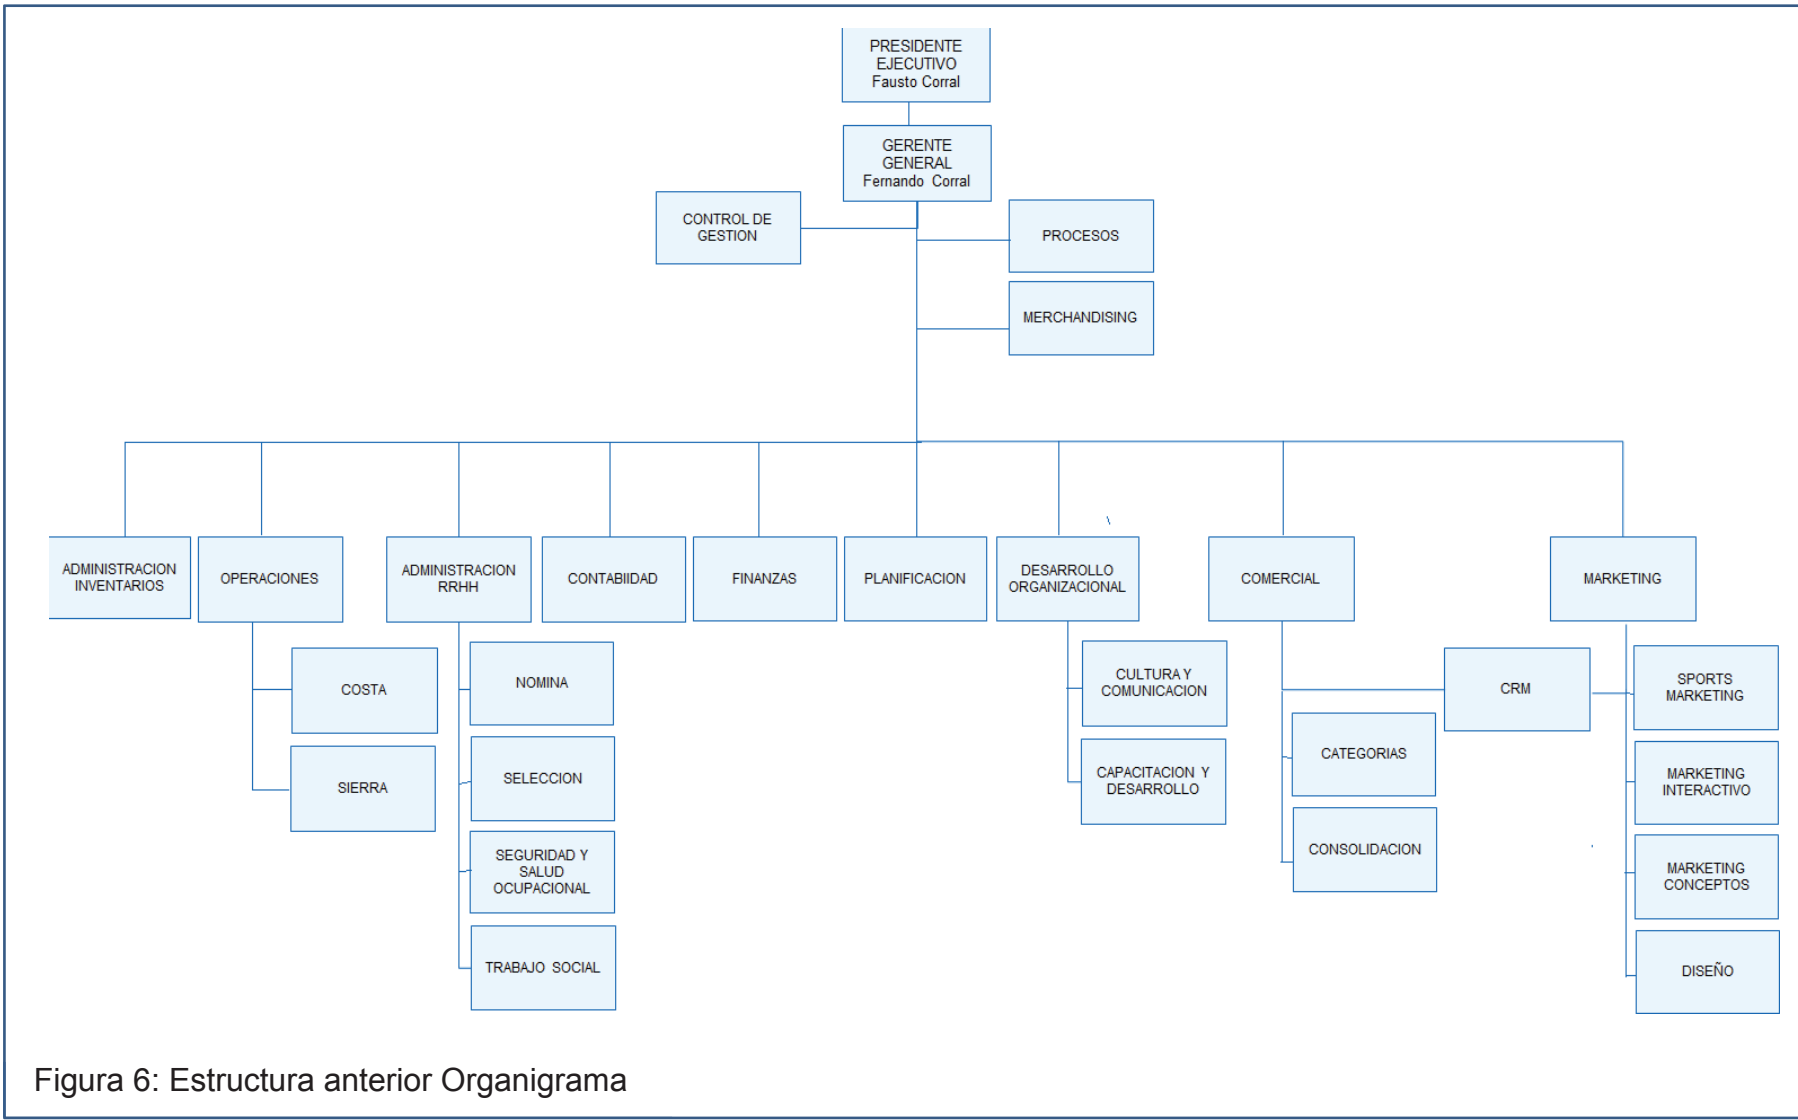 PRESIDENTE
EJECUTIVO
Fausto Corral
GERENTE
GENERAL
Fernando Corral
CONTROL DE
GESTION
PROCESOS
MERCHANDISING
ADMINISTRACION
INVENTARIOS
OPERACIONES
ADMINISTRACION
RRHH
CONTABIIDAD
FINANZAS
PLANIFICACION
DESARROLLO
ORGANIZACIONAL
COMERCIAL
MARKETING
COSTA
SIERRA
NOMINA
SELECCION
SEGURIDAD Y
SALUD
OCUPACIONAL
TRABAJO SOCIAL
CULTURA Y
COMUNICACION
CAPACITACION Y
DESARROLLO
CRM
CATEGORIAS
CONSOLIDACION
SPORTS
MARKETING
MARKETING
INTERACTIVO
MARKETING
CONCEPTOS
DISEÑO
Figura 6: Estructura anterior Organigrama